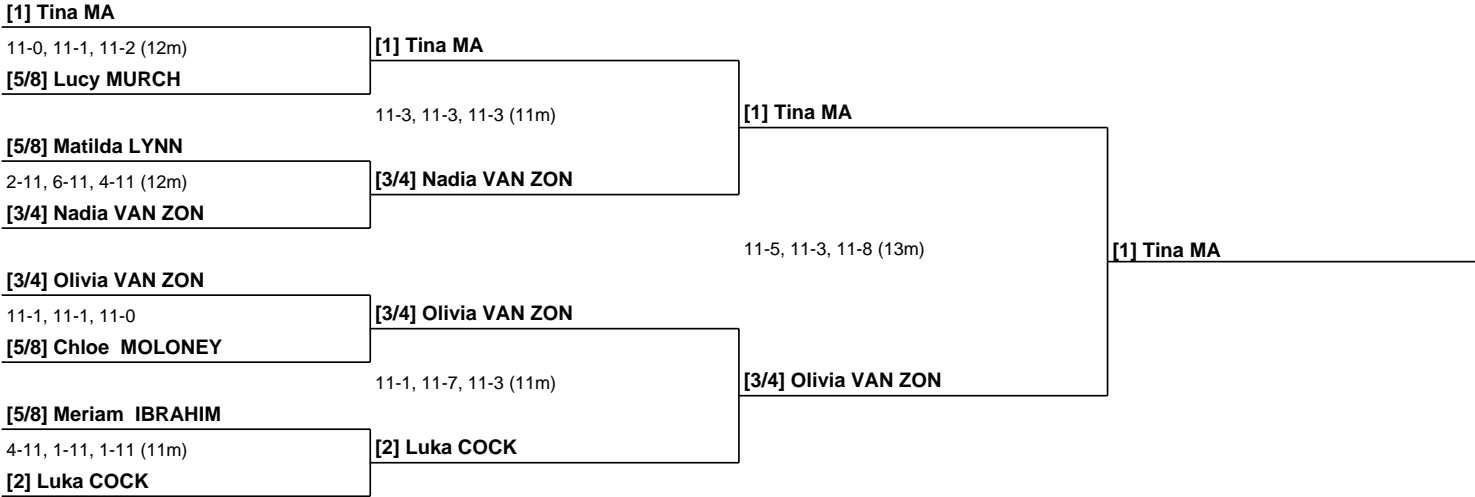 [1] Tina MA
11-0, 11-1, 11-2 (12m)
[5/8] Lucy MURCH
[1] Tina MA
11-3, 11-3, 11-3 (11m)
[1] Tina MA
[5/8] Matilda LYNN
2-11, 6-11, 4-11 (12m)
[3/4] Nadia VAN ZON
[3/4] Nadia VAN ZON
11-5, 11-3, 11-8 (13m)
[1] Tina MA
[3/4] Olivia VAN ZON
11-1, 11-1, 11-0
[5/8] Chloe  MOLONEY
[3/4] Olivia VAN ZON
11-1, 11-7, 11-3 (11m)
[3/4] Olivia VAN ZON
[5/8] Meriam  IBRAHIM
4-11, 1-11, 1-11 (11m)
[2] Luka COCK
[2] Luka COCK